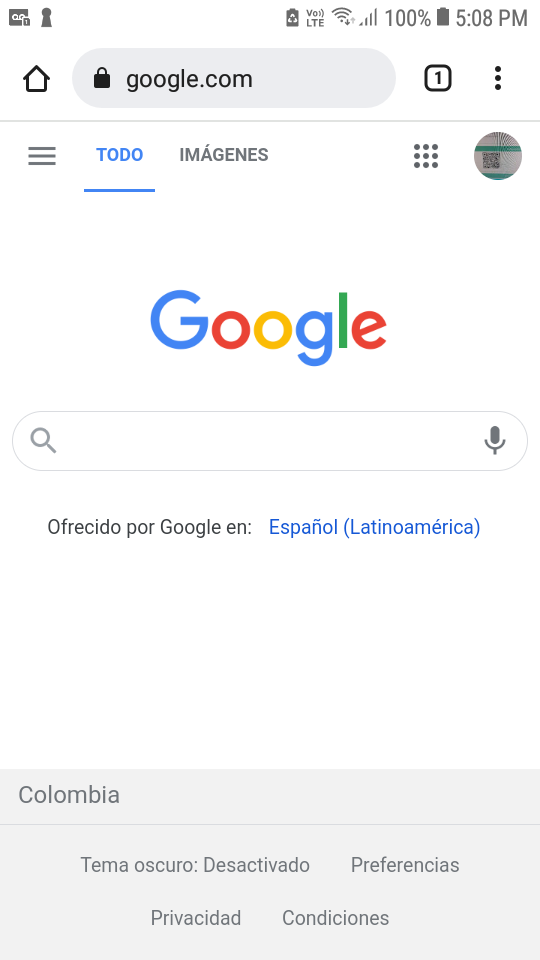 Vo)) LTE 100% 5:08 PM
google.com 1
TODO IMÁGENES
Google
Ofrecido por Google en: Español (Latinoamérica)
Colombia
Tema oscuro: Desactivado Preferencias
Privacidad Condiciones